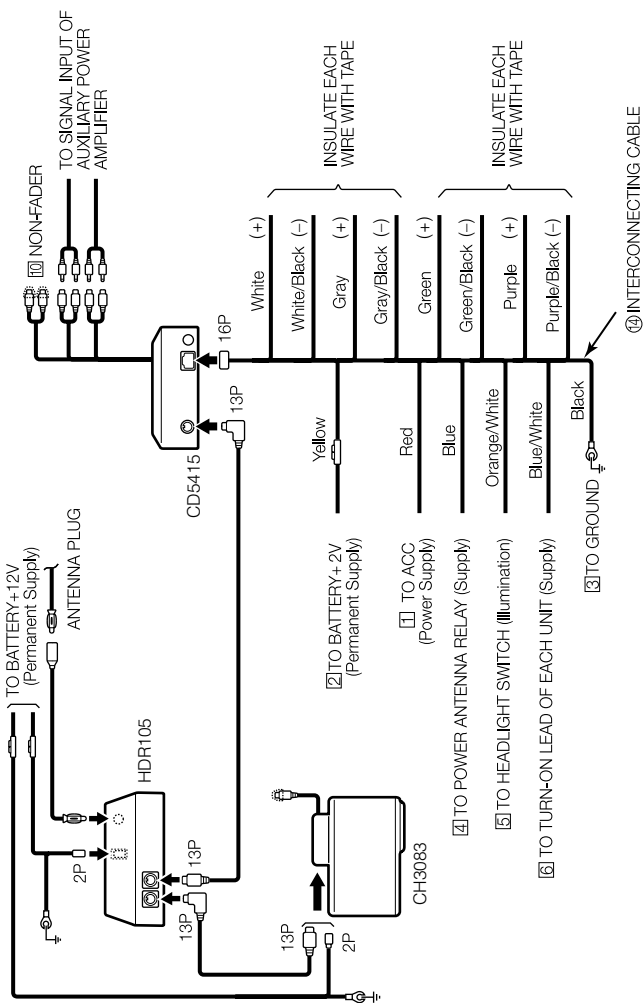 10 NON-FADER
TO SIGNAL INPUT OF
AUXILIARY POWER
AMPLIFIER
TO BATTERY+12V
(Permanent Supply)
ANTENNA PLUG
HDR105
2P
13P
13P
CD5415
13P
16P
13P
2P
CH3083
White (+)
White/Black (-)
Gray (+)
Gray/Black (-)
INSULATE EACH
WIRE WITH TAPE
Green (+)
Green/Black (-)
Purple (+)
Purple/Black (-)
INSULATE EACH
WIRE WITH TAPE
Yellow
2 TO BATTERY+ 2V
(Permanent Supply)
Red
1 TO ACC
(Power Supply)
Blue
4 TO POWER ANTENNA RELAY (Supply)
Orange/White
5 TO HEADLIGHT SWITCH (Illumination)
Blue/White
6 TO TURN-ON LEAD OF EACH UNIT (Supply)
Black
3 TO GROUND
⑭ INTERCONNECTING CABLE